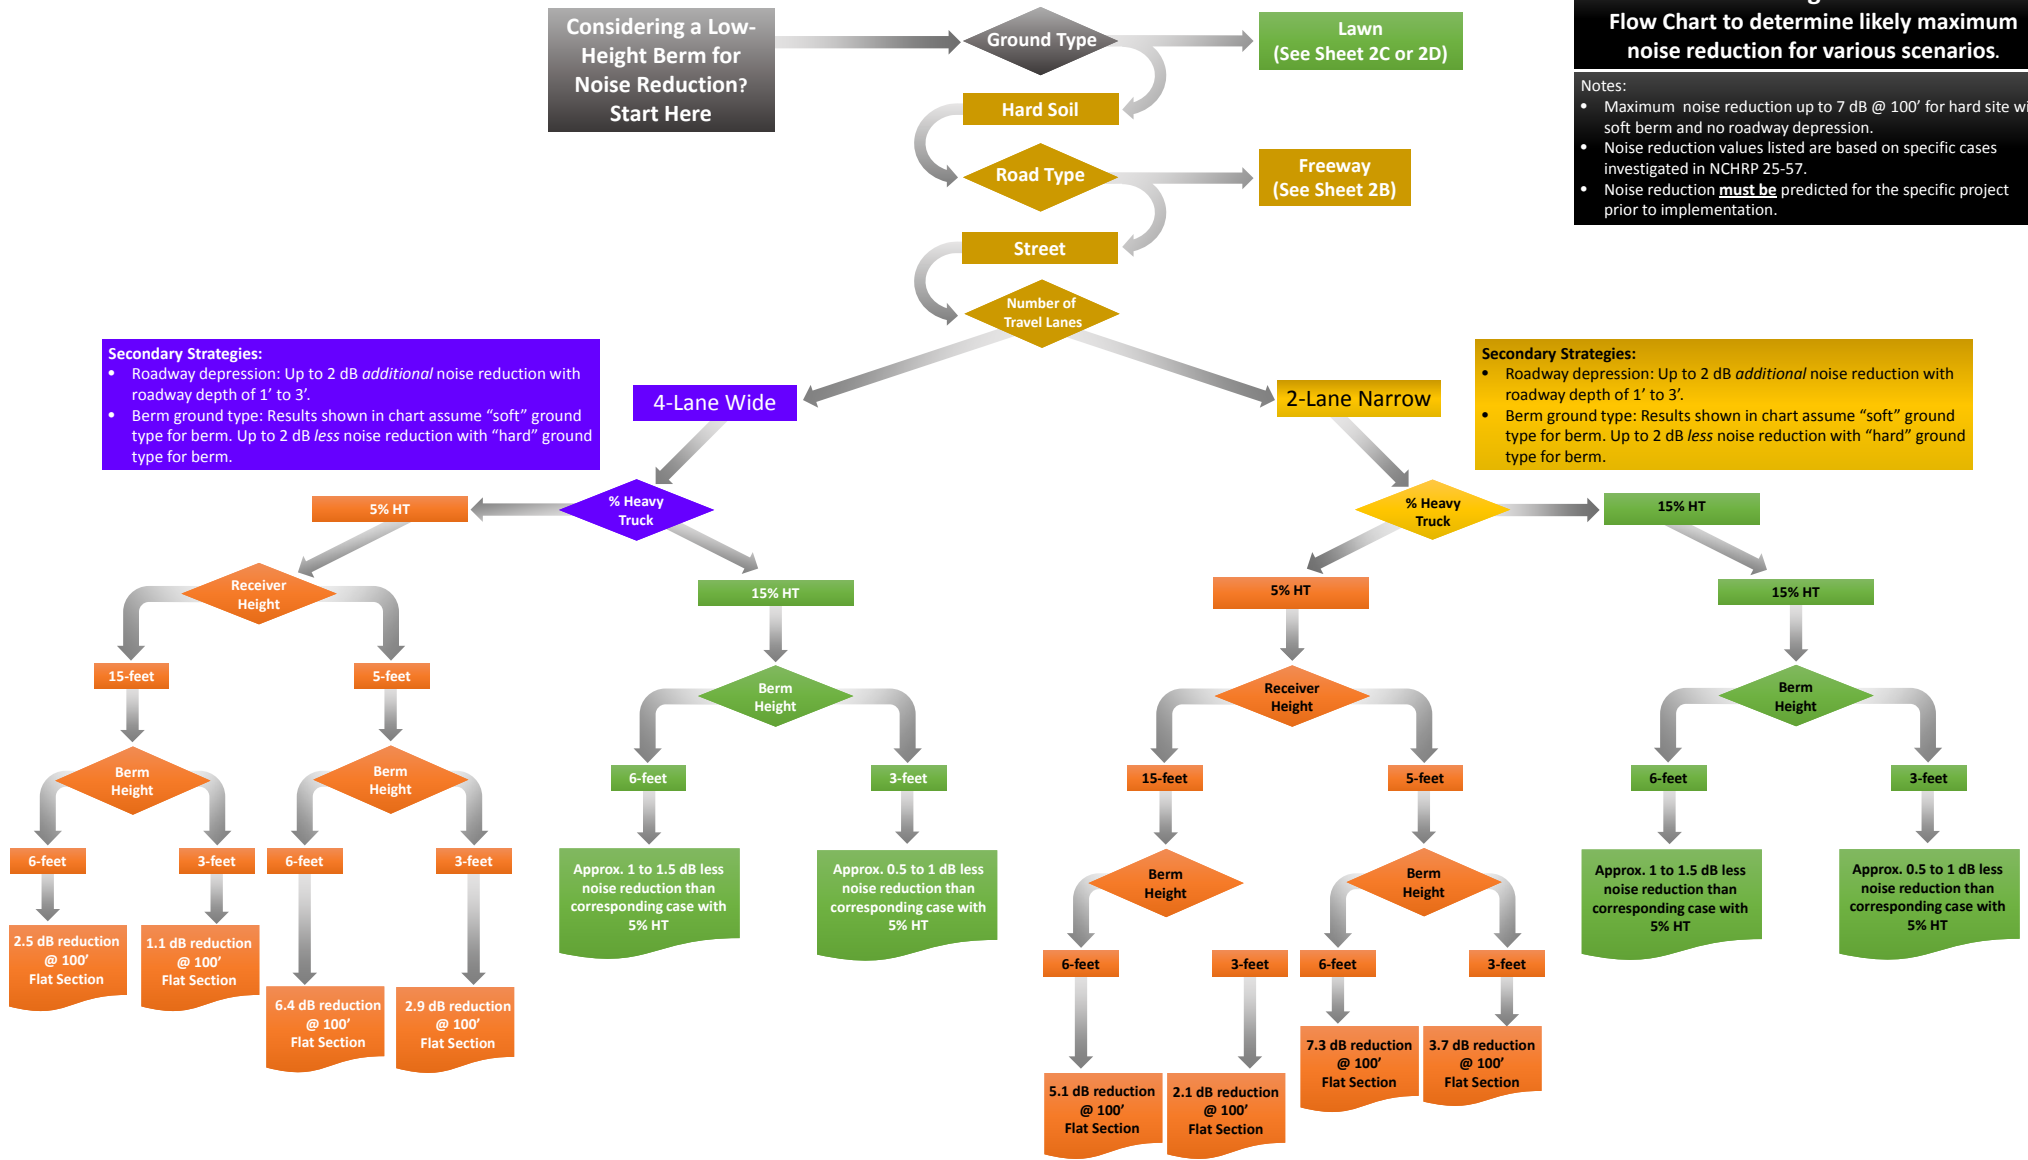 Considering a Low-
Height Berm for
Noise Reduction?
Start Here
Ground Type
Lawn
(See Sheet 2C or 2D)
Flow Chart to determine likely maximum
noise reduction for various scenarios.
Notes:
• Maximum noise reduction up to 7 dB @ 100’ for hard site
soft berm and no roadway depression.
• Noise reduction values listed are based on specific cases
investigated in NCHRP 25-57.
• Noise reduction must be predicted for the specific project
prior to implementation.
Hard Soil
Road Type
Freeway
(See Sheet 2B)
Street
Number of
Travel Lanes
Secondary Strategies:
• Roadway depression: Up to 2 dB additional noise reduction with
roadway depth of 1’ to 3’.
• Berm ground type: Results shown in chart assume “soft” ground
type for berm. Up to 2 dB less noise reduction with “hard” ground
type for berm.
4-Lane Wide
2-Lane Narrow
Secondary Strategies:
• Roadway depression: Up to 2 dB additional noise reduction with
roadway depth of 1’ to 3’.
• Berm ground type: Results shown in chart assume “soft” ground
type for berm. Up to 2 dB less noise reduction with “hard” ground
type for berm.
5% HT
% Heavy
Truck
% Heavy
Truck
15% HT
Receiver
Height
15% HT
5% HT
15% HT
15-feet
5-feet
Berm
Height
Receiver
Height
Berm
Height
Berm
Height
Berm
Height
6-feet
3-feet
15-feet
5-feet
6-feet
3-feet
6-feet
3-feet
6-feet
3-feet
Approx. 1 to 1.5 dB less
noise reduction than
corresponding case with
5% HT
Approx. 0.5 to 1 dB less
noise reduction than
corresponding case with
5% HT
Berm
Height
Berm
Height
Approx. 1 to 1.5 dB less
noise reduction than
corresponding case with
5% HT
Approx. 0.5 to 1 dB less
noise reduction than
corresponding case with
5% HT
2.5 dB reduction
@ 100’
Flat Section
1.1 dB reduction
@ 100’
Flat Section
6.4 dB reduction
@ 100’
Flat Section
2.9 dB reduction
@ 100’
Flat Section
6-feet
3-feet
6-feet
3-feet
5.1 dB reduction
@ 100’
Flat Section
2.1 dB reduction
@ 100’
Flat Section
7.3 dB reduction
@ 100’
Flat Section
3.7 dB reduction
@ 100’
Flat Section